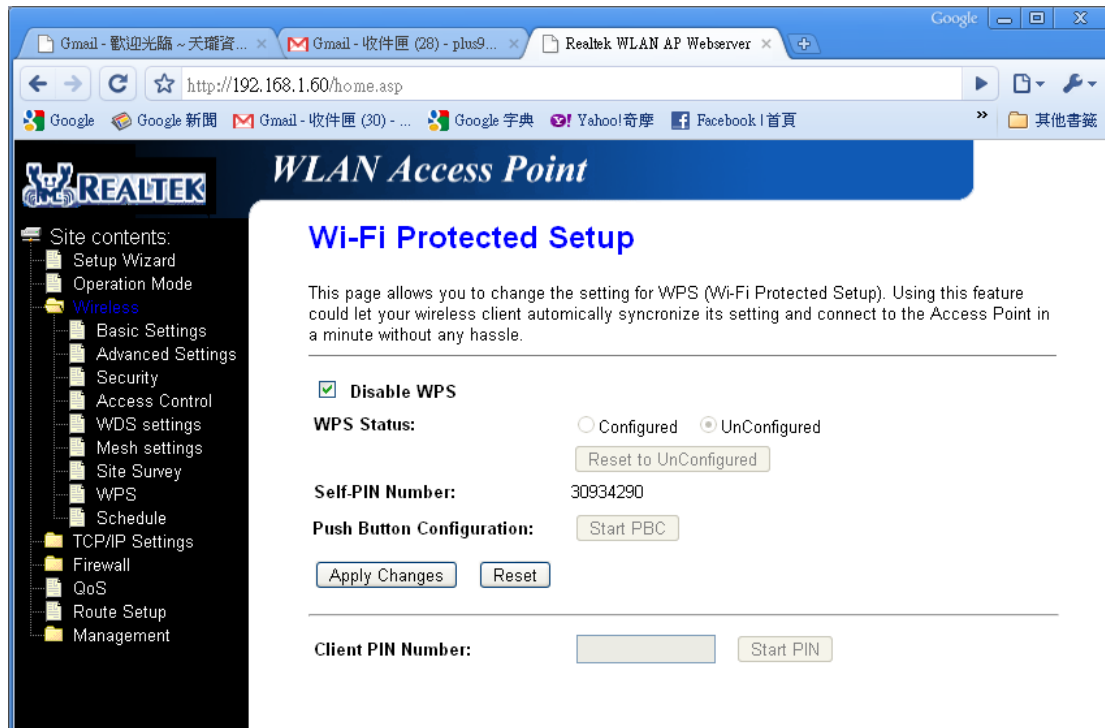 Google
Gmail - 歡迎光臨 ~ 天瓏資...
Gmail - 收件匣 (28) - plus9...
Realtek WLAN AP Webserver
http://192.168.1.60/home.asp
Google
Google 新聞
Gmail - 收件匣 (30) - ...
Google 字典
Yahoo!奇摩
Facebook | 首頁
»
其他書籤
REALTEK
WLAN Access Point
Site contents:
Setup Wizard
Operation Mode
Wireless
Basic Settings
Advanced Settings
Security
Access Control
WDS settings
Mesh settings
Site Survey
WPS
Schedule
TCP/IP Settings
Firewall
QoS
Route Setup
Management
Wi-Fi Protected Setup
This page allows you to change the setting for WPS (Wi-Fi Protected Setup). Using this feature
could let your wireless client automically syncronize its setting and connect to the Access Point in
a minute without any hassle.
Disable WPS
WPS Status: Configured UnConfigured
Reset to UnConfigured
Self-PIN Number: 30934290
Push Button Configuration: Start PBC
Apply Changes Reset
Client PIN Number: Start PIN